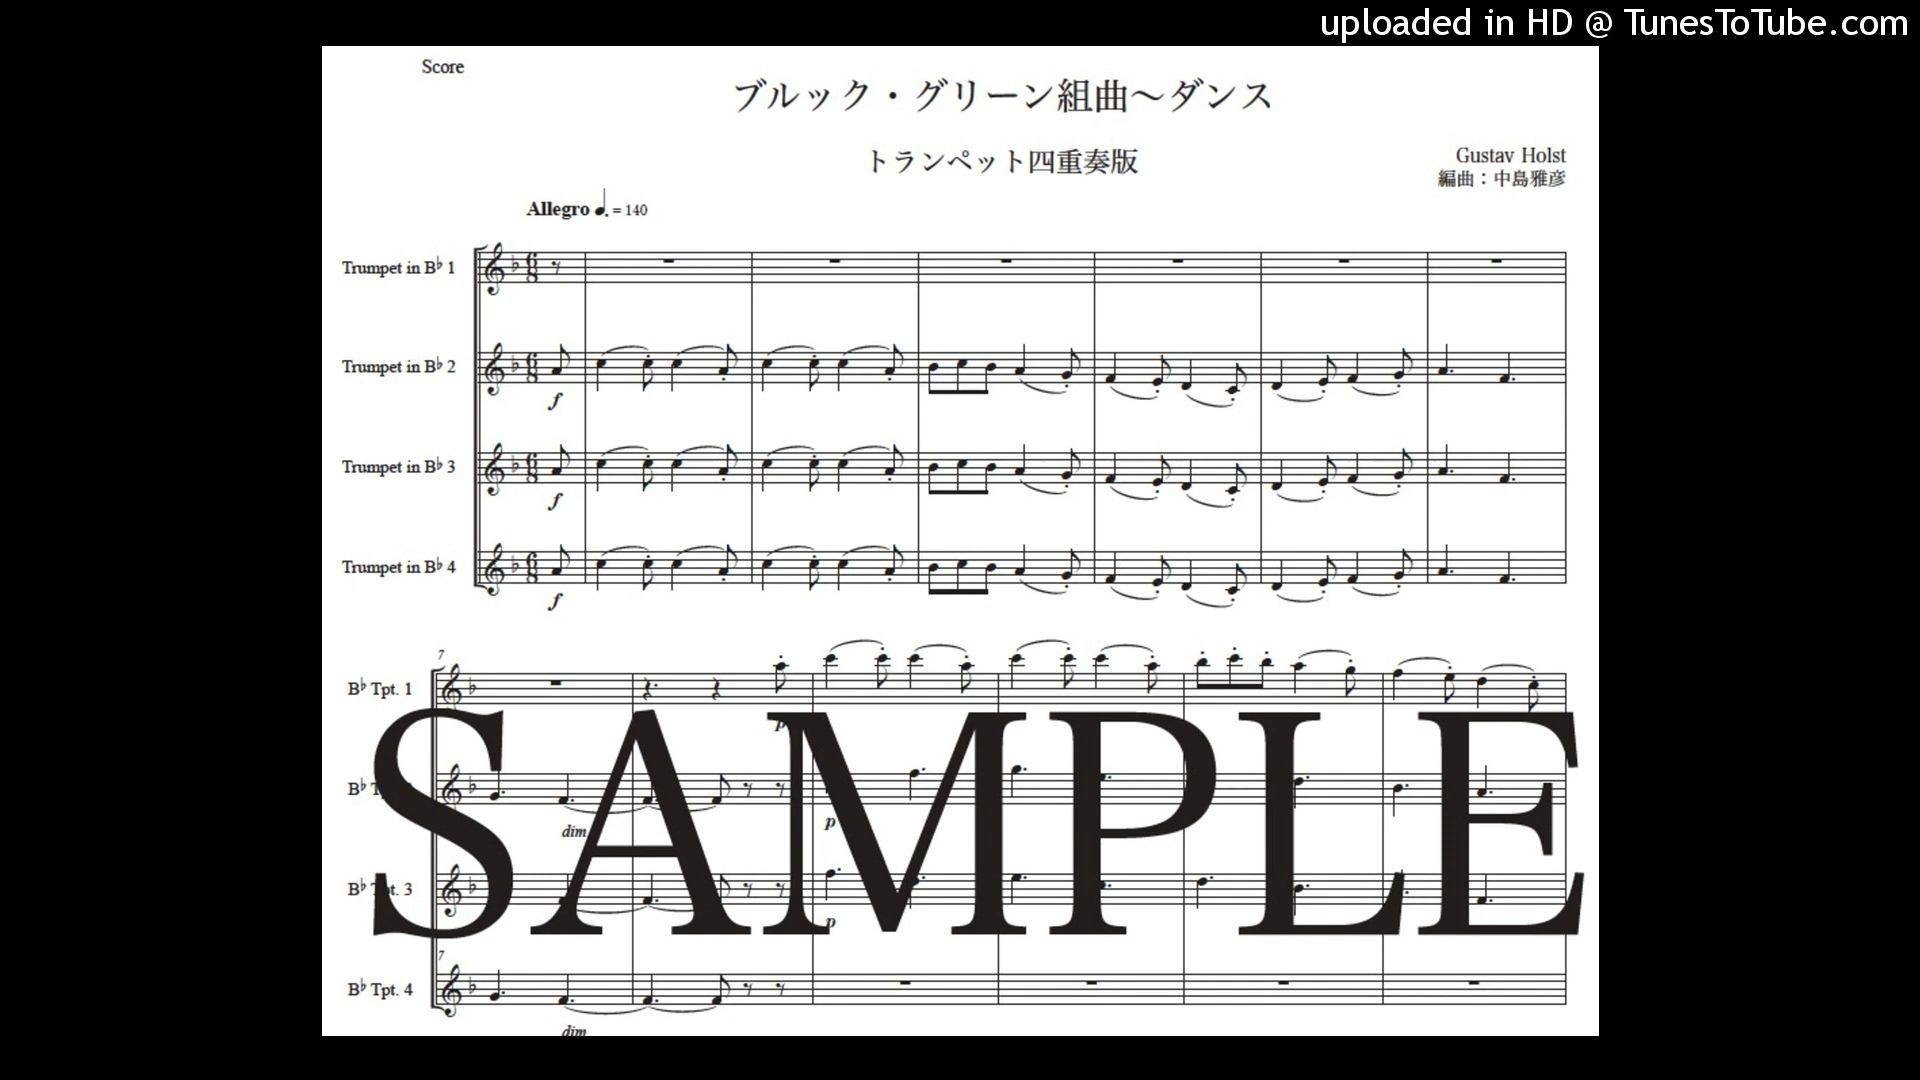 uploaded in HD @ TunesToTube.com
Score
ブルック・グリーン組曲～ダンス
トランペット四重奏版
Gustav Holst
編曲：中島雅彦
Allegro ♩. = 140
Trumpet in B♭ 1
Trumpet in B♭ 2
f
Trumpet in B♭ 3
f
Trumpet in B♭ 4
f
7
B♭ Tpt. 1
p
SAMPLE
dim.
p
B♭ Tpt. 3
p
7
B♭ Tpt. 4
dim.